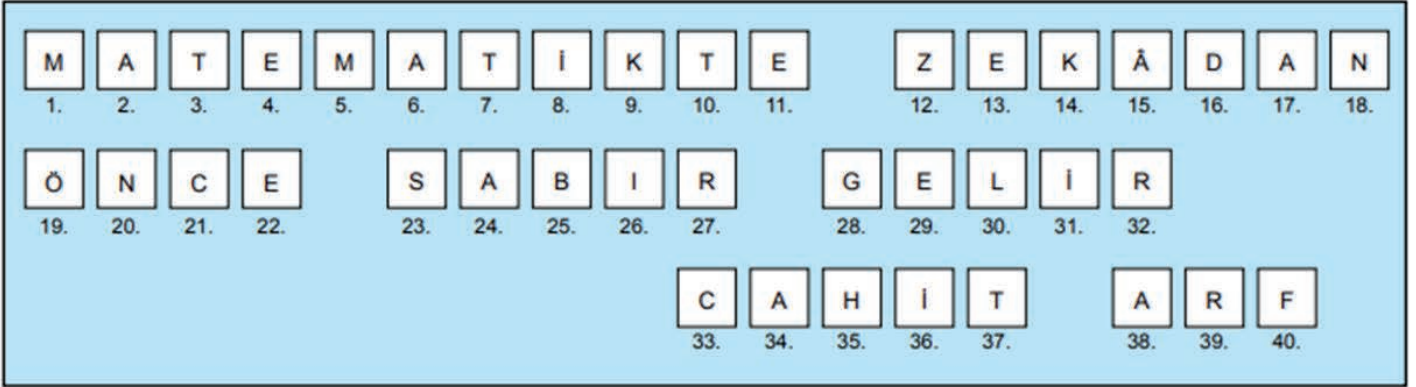 M A T E M A T İ K T E Z E K Â D A N
1. 2. 3. 4. 5. 6. 7. 8. 9. 10. 11. 12. 13. 14. 15. 16. 17. 18.
Ö N C E S A B I R G E L İ R
19. 20. 21. 22. 23. 24. 25. 26. 27. 28. 29. 30. 31. 32.
C A H İ T A R F
33. 34. 35. 36. 37. 38. 39. 40.